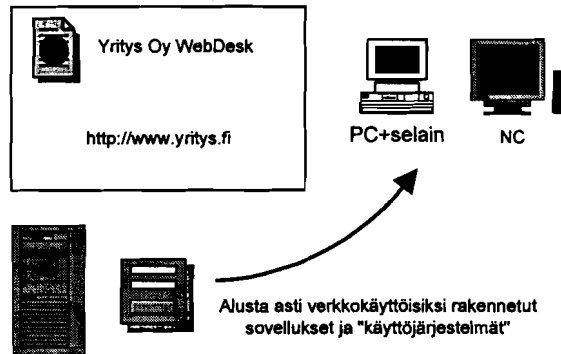 Yritys Oy WebDesk
http://www.yritys.fi
PC+selain
NC
Alusta asti verkkokäyttöisiksi rakennetut
sovellukset ja "käyttöjärjestelmät"